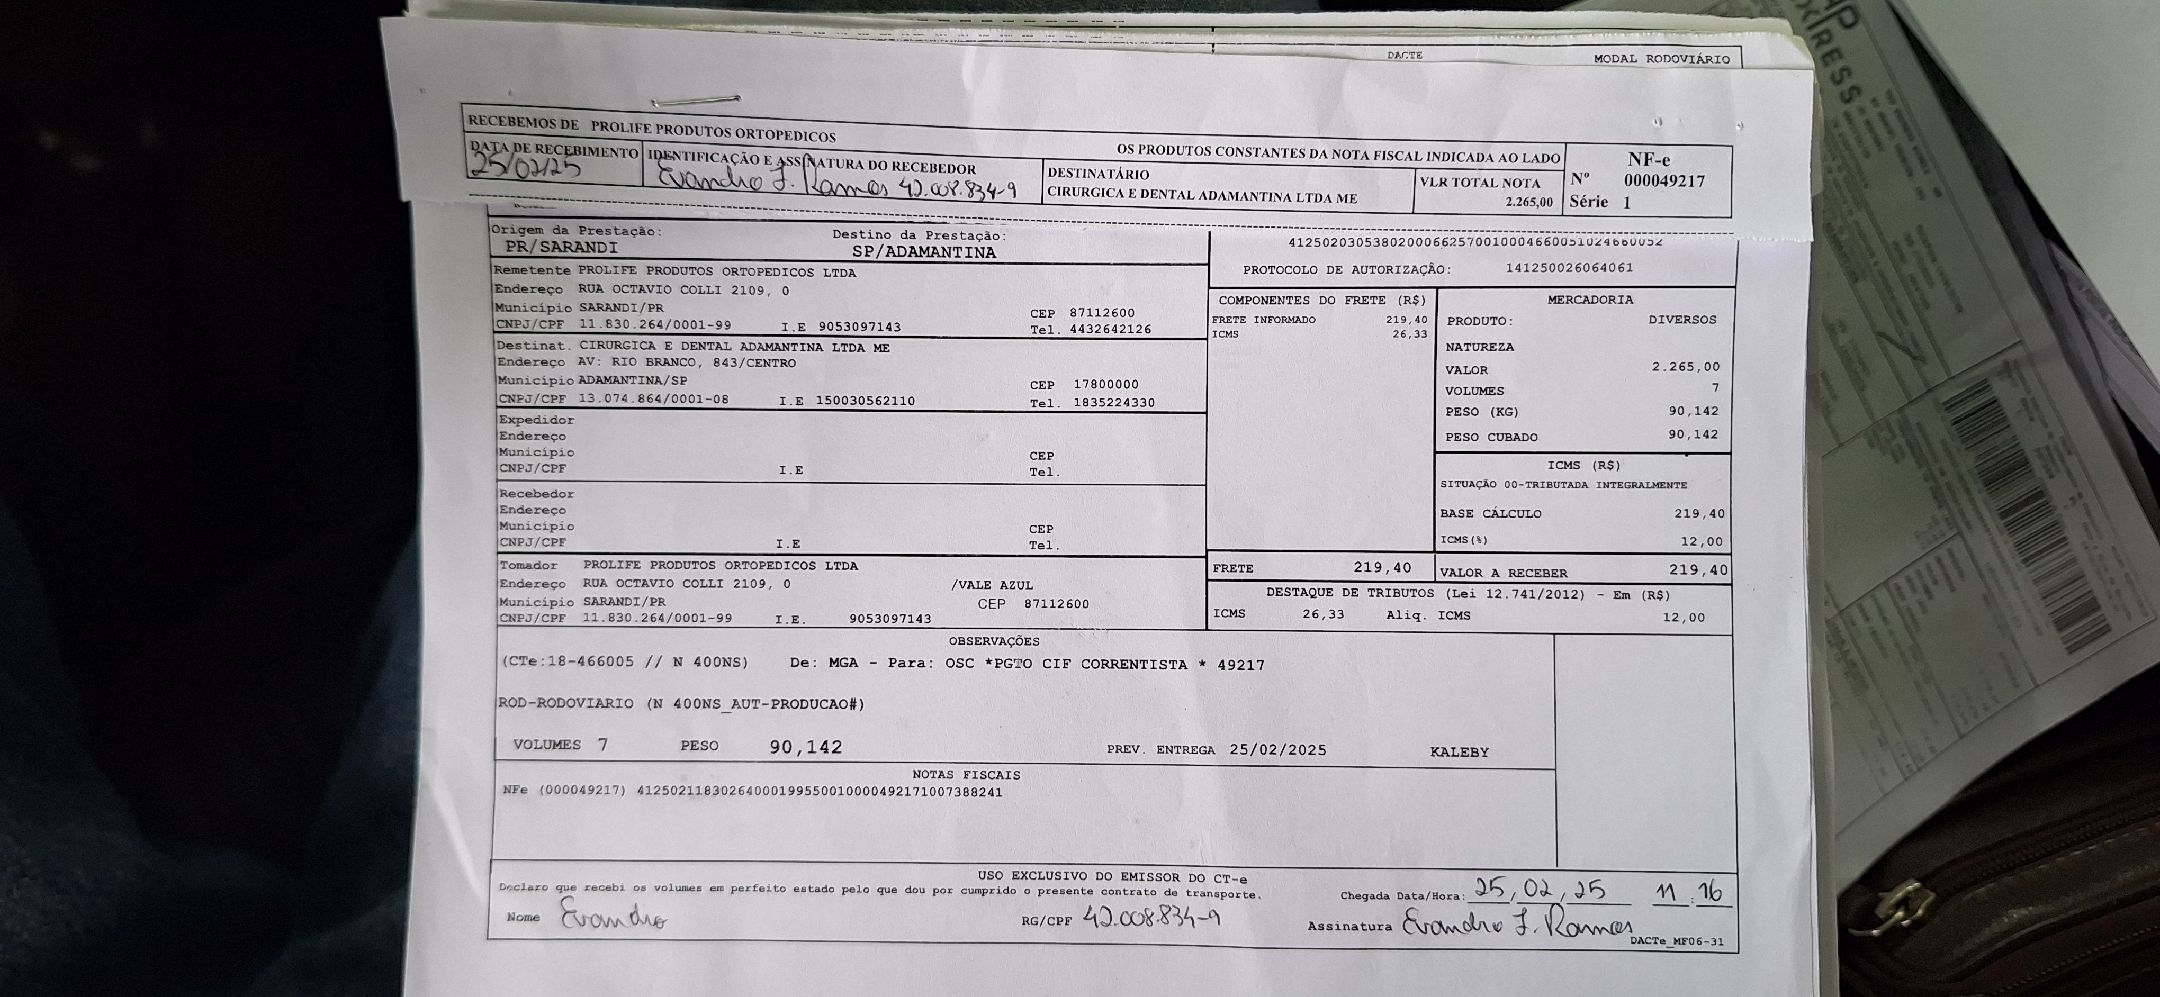 DACTE MODAL RODOVIÁRIO
RECEBEMOS DE PROLIFE PRODUTOS ORTOPEDICOS OS PRODUTOS CONSTANTES DA NOTA FISCAL INDICADA AO LADO
DATA DE RECEBIMENTO
25/02/25
IDENTIFICAÇÃO E ASSINATURA DO RECEBEDOR
Evandro J. Ramos 42.008.834-9
DESTINATÁRIO
CIRURGICA E DENTAL ADAMANTINA LTDA ME
VLR TOTAL NOTA
2.265,00
NF-e
Nº 000049217
Série 1
Origem da Prestação:
PR/SARANDI
Destino da Prestação:
SP/ADAMANTINA
PROTOCOLO DE AUTORIZAÇÃO: 141250026064061
Remetente PROLIFE PRODUTOS ORTOPEDICOS LTDA
Endereço RUA OCTAVIO COLLI 2109, 0
Município SARANDI/PR CEP 87112600
CNPJ/CPF 11.830.264/0001-99 I.E 9053097143 Tel. 4432642126
Destinat. CIRURGICA E DENTAL ADAMANTINA LTDA ME
Endereço AV: RIO BRANCO, 843/CENTRO
Município ADAMANTINA/SP CEP 17800000
CNPJ/CPF 13.074.864/0001-08 I.E 150030562110 Tel. 1835224330
Expedidor
Endereço
Município CEP
CNPJ/CPF I.E Tel.
Recebedor
Endereço
Município CEP
CNPJ/CPF I.E Tel.
Tomador PROLIFE PRODUTOS ORTOPEDICOS LTDA
Endereço RUA OCTAVIO COLLI 2109, 0 /VALE AZUL
Município SARANDI/PR CEP 87112600
CNPJ/CPF 11.830.264/0001-99 I.E. 9053097143
COMPONENTES DO FRETE (R$)
FRETE INFORMADO 219,40
ICMS 26,33
MERCADORIA
PRODUTO: DIVERSOS
NATUREZA
VALOR 2.265,00
VOLUMES 7
PESO (KG) 90,142
PESO CUBADO 90,142
ICMS (R$)
SITUAÇÃO 00-TRIBUTADA INTEGRALMENTE
BASE CÁLCULO 219,40
ICMS(%) 12,00
FRETE 219,40
VALOR A RECEBER 219,40
DESTAQUE DE TRIBUTOS (Lei 12.741/2012) - Em (R$)
ICMS 26,33 Aliq. ICMS 12,00
OBSERVAÇÕES
(CTe:18-466005 // N 400NS) De: MGA - Para: OSC *PGTO CIF CORRENTISTA * 49217
ROD-RODOVIARIO (N 400NS_AUT-PRODUCAO#)
VOLUMES 7 PESO 90,142 PREV. ENTREGA 25/02/2025 KALEBY
NOTAS FISCAIS
NFe (000049217) 41250211830264000199550010000492171007388241
USO EXCLUSIVO DO EMISSOR DO CT-e
Declaro que recebi os volumes em perfeito estado pelo que dou por cumprido o presente contrato de transporte.
Chegada Data/Hora: 25/02/25 11:16
Nome Evandro
RG/CPF 42.008.834-9
Assinatura Evandro J. Ramos
DACTe_MF06-31